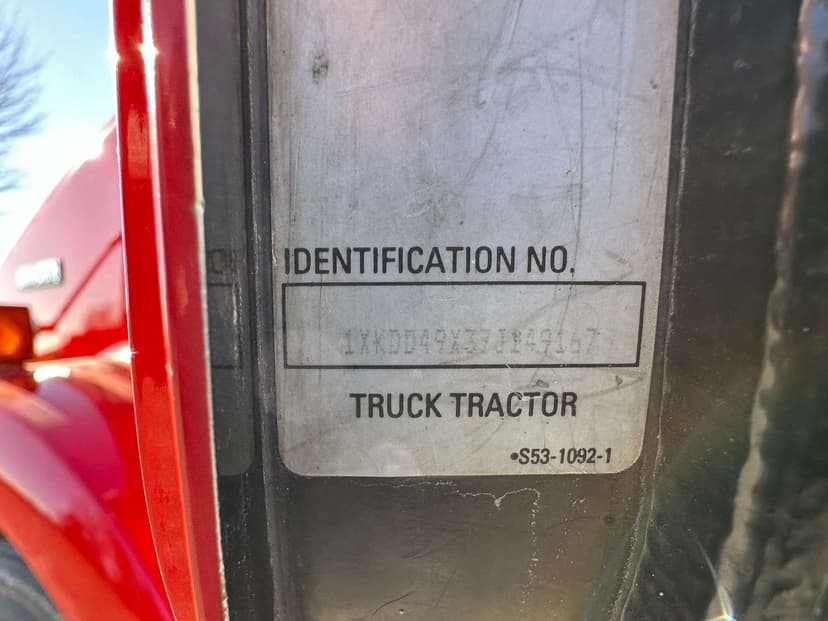 IDENTIFICATION NO.
1XKDD49X37J149167
TRUCK TRACTOR
•S53-1092-1